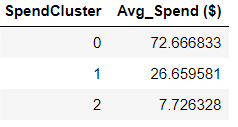 SpendCluster Avg_Spend ($)
0 72.666833
1 26.659581
2 7.726328